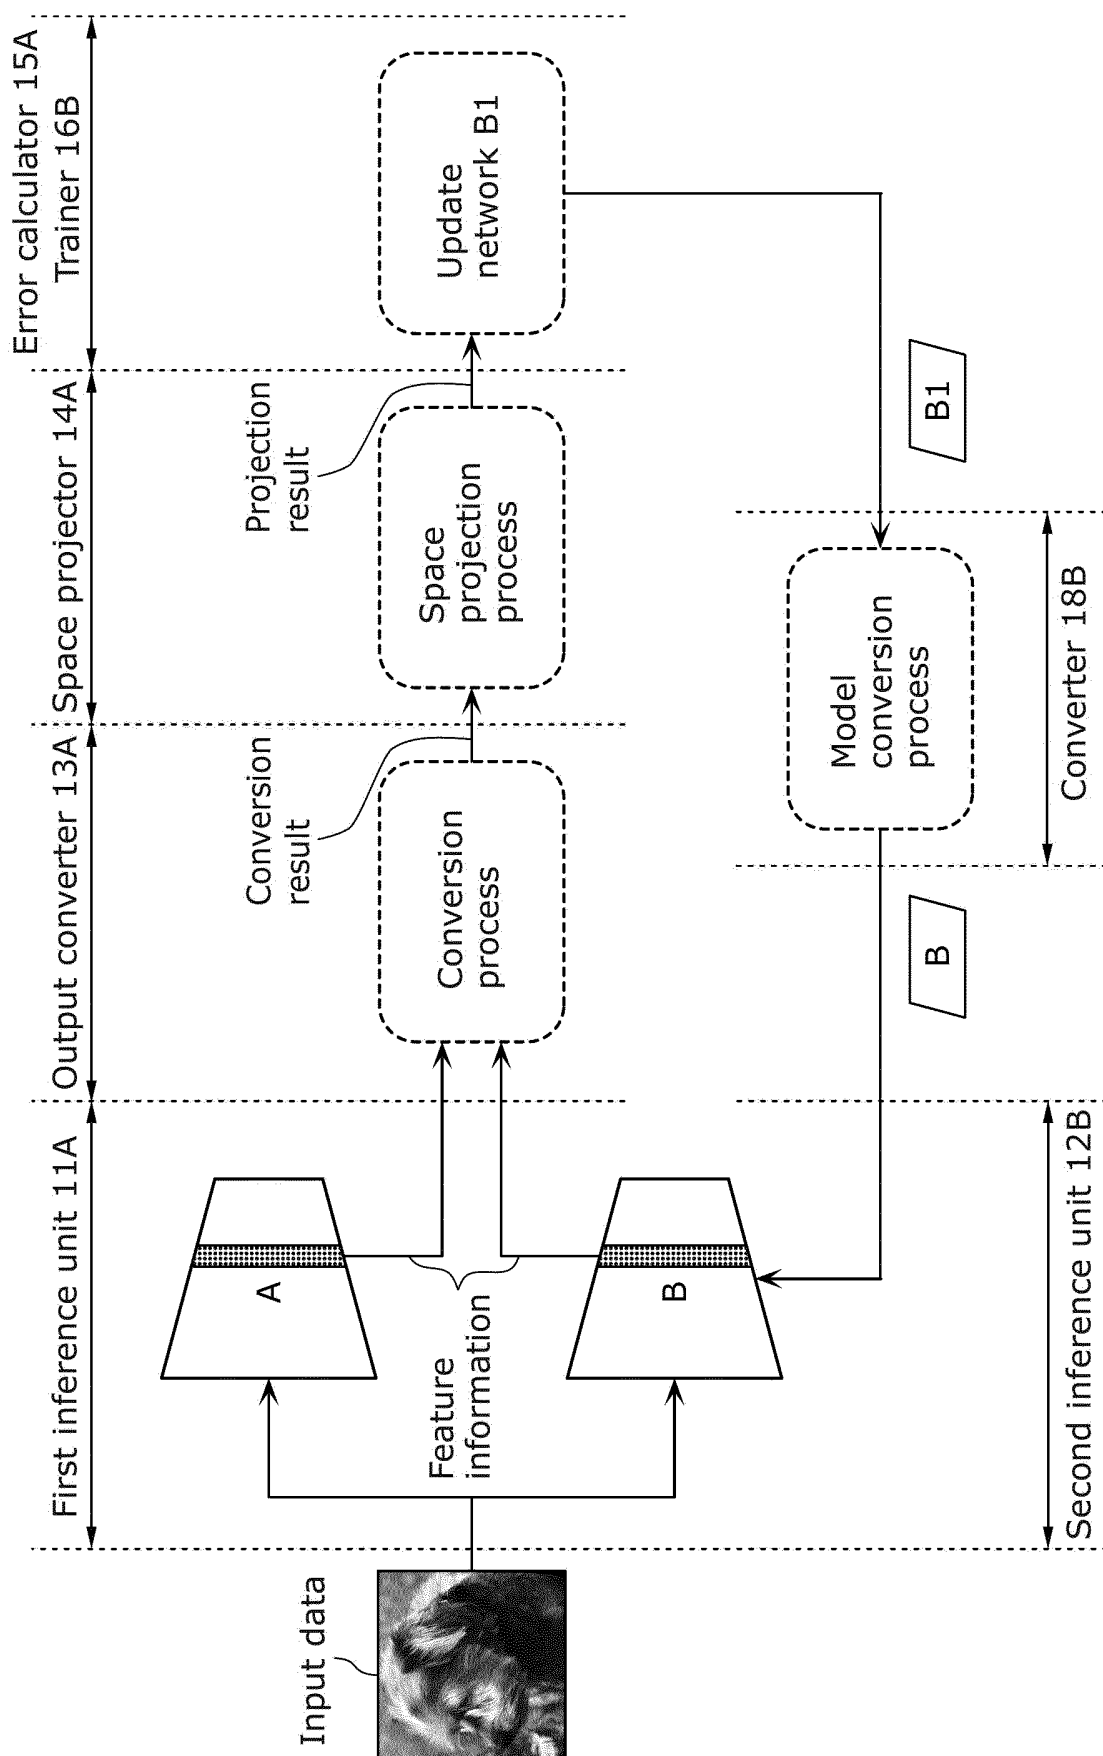 First inference unit 11A
Output converter 13A
Space projector 14A
Error calculator 15A
Trainer 16B
Input data
A
Feature
information
B
Conversion
process
Conversion
result
Space
projection
process
Projection
result
Update
network B1
B
Model
conversion
process
B1
Second inference unit 12B
Converter 18B